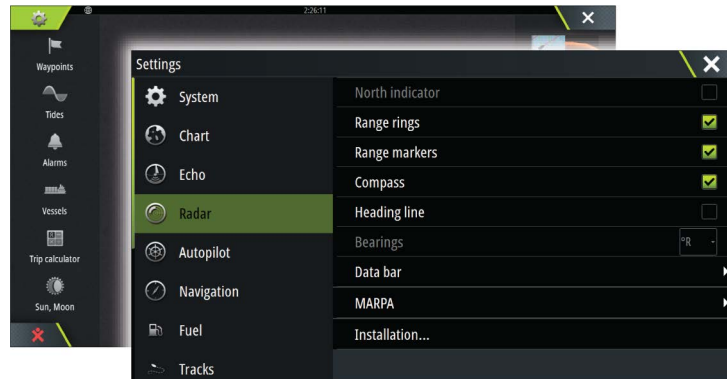 2:26:11
Waypoints
Tides
Alarms
Vessels
Trip calculator
Sun, Moon
Settings
System
Chart
Echo
Radar
Autopilot
Navigation
Fuel
Tracks
North indicator
Range rings
Range markers
Compass
Heading line
Bearings °R
Data bar
MARPA
Installation...